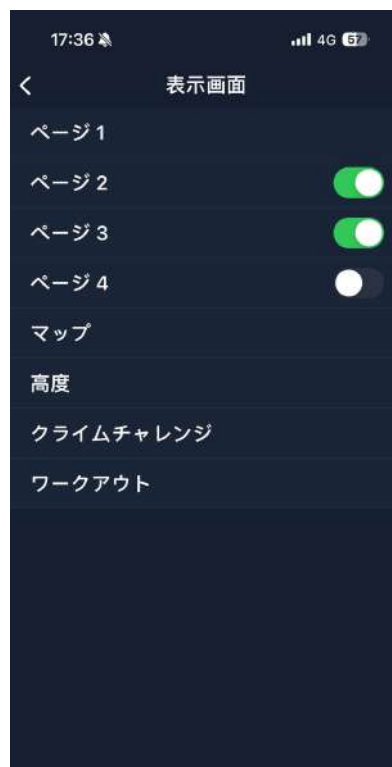 17:36
4G 67
表示画面
ページ 1
ページ 2
ページ 3
ページ 4
マップ
高度
クライムチャレンジ
ワークアウト